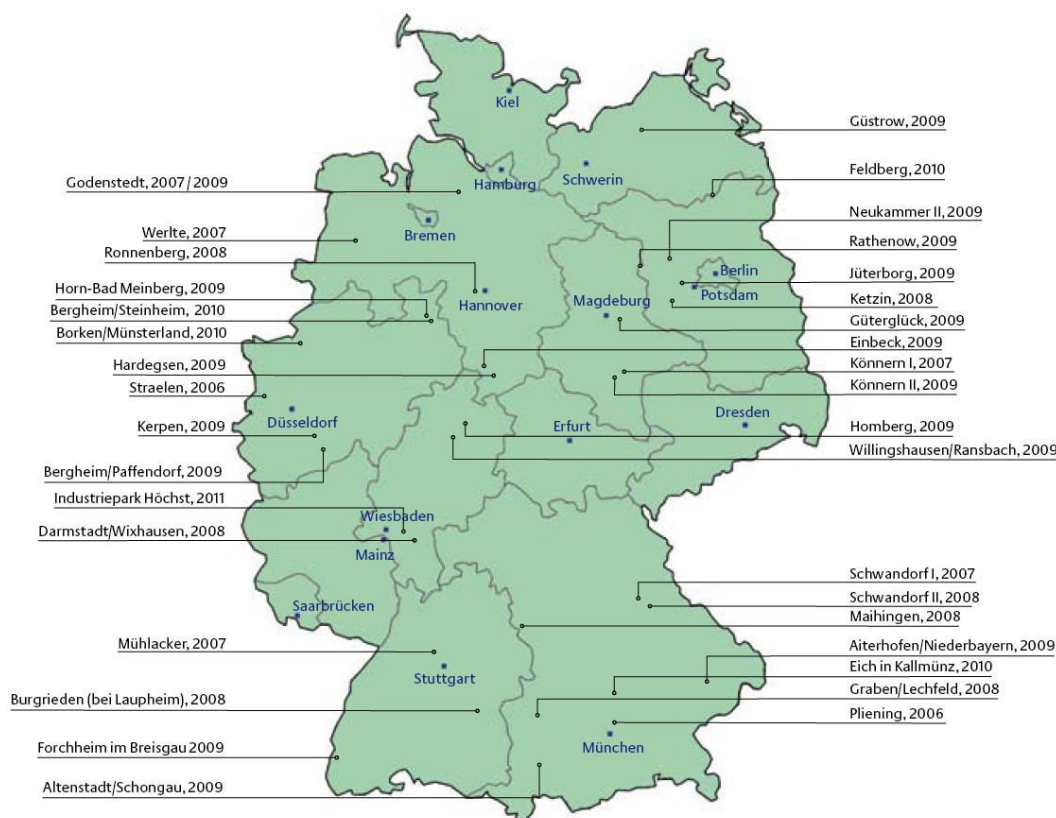 Kiel
Güstrow, 2009
Schwerin
Hamburg
Feldberg, 2010
Godenstedt, 2007/2009
Neukammer II, 2009
Bremen
Werlte, 2007
Rathenow, 2009
Ronnenberg, 2008
Berlin
Jüterborg, 2009
Horn-Bad Meinberg, 2009
Hannover
Magdeburg
Potsdam
Ketzin, 2008
Bergheim/Steinheim, 2010
Güterglück, 2009
Borken/Münsterland, 2010
Einbeck, 2009
Hardegsen, 2009
Könnern I, 2007
Straelen, 2006
Könnern II, 2009
Düsseldorf
Dresden
Kerpen, 2009
Erfurt
Homberg, 2009
Willingshausen/Ransbach, 2009
Bergheim/Paffendorf, 2009
Industriepark Höchst, 2011
Wiesbaden
Darmstadt/Wixhausen, 2008
Mainz
Schwandorf I, 2007
Schwandorf II, 2008
Saarbrücken
Maihingen, 2008
Mühlacker, 2007
Aiterhofen/Niederbayern, 2009
Stuttgart
Eich in Kallmünz, 2010
Graben/Lechfeld, 2008
Burgrieden (bei Laupheim), 2008
Pliening, 2006
München
Forchheim im Breisgau 2009
Altenstadt/Schongau, 2009